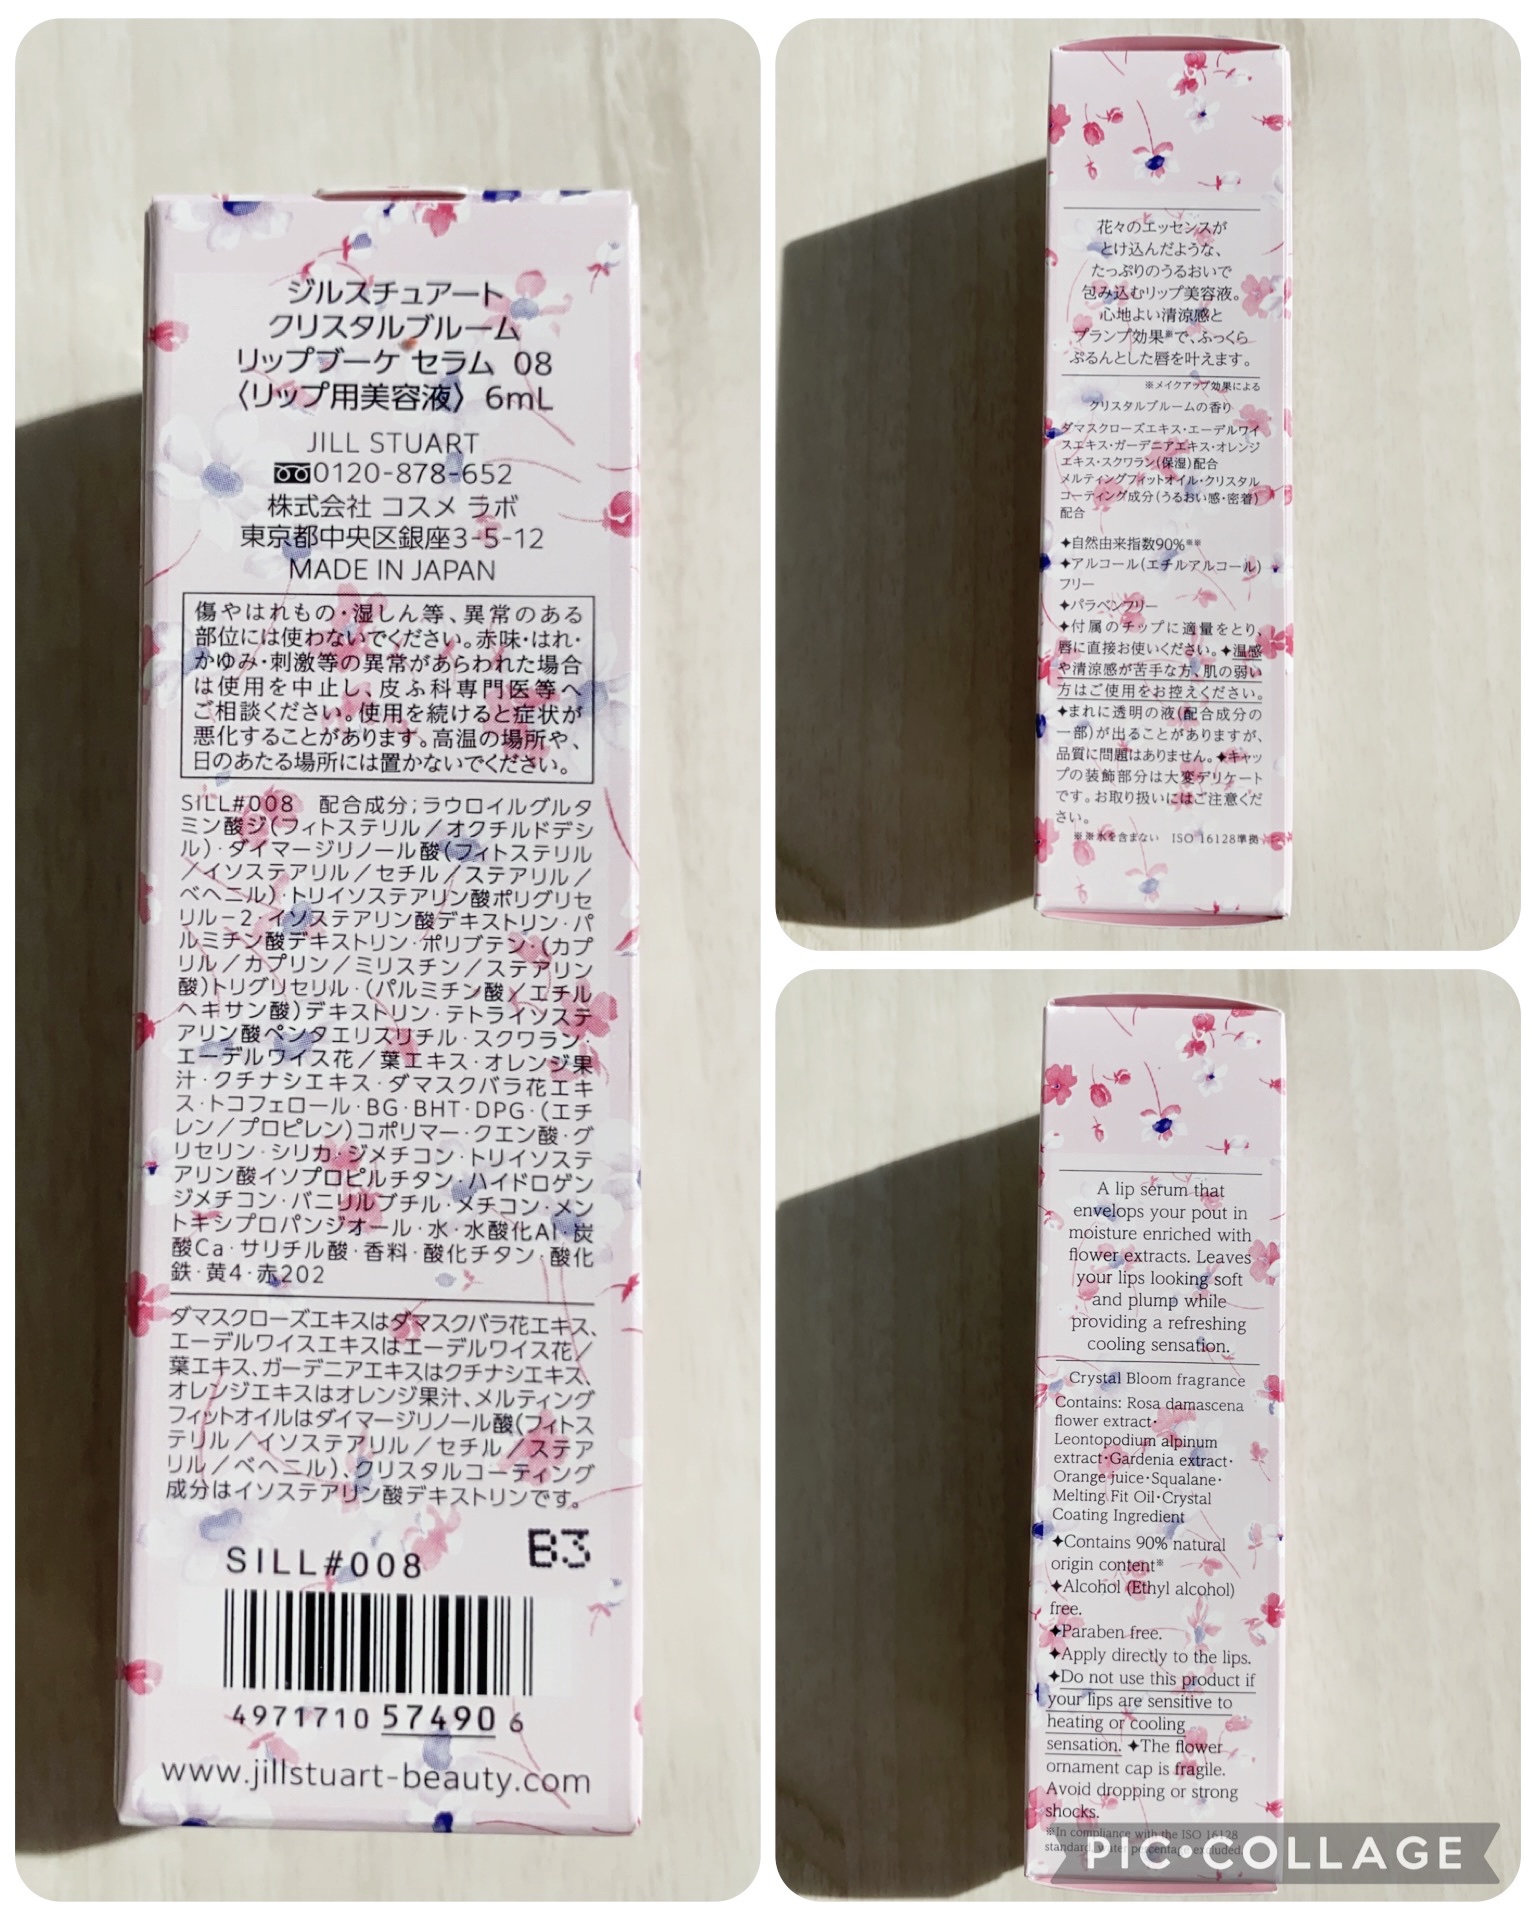 ジルスチュアート
クリスタルブルーム
リップブーケ セラム 08
〈リップ用美容液〉 6mL
JILL STUART
0120-878-652
株式会社 コスメ ラボ
東京都中央区銀座3-5-12
MADE IN JAPAN
傷やはれもの・湿しん等、異常のある
部位には使わないでください。赤味・はれ・
かゆみ・刺激等の異常があらわれた場合
は使用を中止し、皮ふ科専門医等へ
ご相談ください。使用を続けると症状が
悪化することがあります。高温の場所や、
日のあたる場所には置かないでください。
SILL#008 配合成分;ラウロイルグルタ
ミン酸ジ(フィトステリル/オクチルドデシ
ル)・ダイマージリノール酸(フィトステリル
/イソステアリル/セチル/ステアリル/
ベヘニル)・トリイソステアリン酸ポリグリセ
リル-2・イソステアリン酸デキストリン・パ
ルミチン酸デキストリン・ポリブテン・(カプ
リル/カプリン/ミリスチン/ステアリン
酸)トリグリセリル・(パルミチン酸/エチル
ヘキサン酸)デキストリン・テトライソステ
アリン酸ペンタエリスリチル・スクワラン・
エーデルワイス花/葉エキス・オレンジ果
汁・クチナシエキス・ダマスクバラ花エキ
ス・トコフェロール・BG・BHT・DPG・(エチ
レン/プロピレン)コポリマー・クエン酸・グ
リセリン・シリカ・ジメチコン・トリイソステ
アリン酸イソプロピルチタン・ハイドロゲン
ジメチコン・バニリルブチル・メチコン・メン
トキシプロパンジオール・水・水酸化Al・炭
酸Ca・サリチル酸・香料・酸化チタン・酸化
鉄・黄4・赤202
ダマスクローズエキスはダマスクバラ花エキス、
エーデルワイスエキスはエーデルワイス花/
葉エキス、ガーデニアエキスはクチナシエキス、
オレンジエキスはオレンジ果汁、メルティング
フィットオイルはダイマージリノール酸(フィトス
テリル/イソステアリル/セチル/ステア
リル/ベヘニル)、クリスタルコーティング
成分はイソステアリン酸デキストリンです。
B3
SILL#008
4971710 57490 6
www.jillstuart-beauty.com
花々のエッセンスが
とけ込んだような、
たっぷりのうるおいで
包み込むリップ美容液。
心地よい清涼感と
プランプ効果※で、ふっくら
ぷるんとした唇を叶えます。
※メイクアップ効果による
クリスタルブルームの香り
ダマスクローズエキス・エーデルワイ
スエキス・ガーデニアエキス・オレンジ
エキス・スクワラン(保湿)配合
メルティングフィットオイル・クリスタル
コーティング成分(うるおい感・密着)
配合
✦自然由来指数90%※※
✦アルコール(エチルアルコール)
フリー
✦パラベンフリー
✦付属のチップに適量をとり、
唇に直接お使いください。✦温感
や清涼感が苦手な方、肌の弱い
方はご使用をお控えください。
✦まれに透明の液(配合成分の
一部)が出ることがありますが、
品質に問題はありません。✦キャッ
プの装飾部分は大変デリケート
です。お取り扱いにはご注意くだ
さい。
※※水を含まない ISO 16128準拠
A lip serum that
envelops your pout in
moisture enriched with
flower extracts. Leaves
your lips looking soft
and plump while
providing a refreshing
cooling sensation.
Crystal Bloom fragrance
Contains: Rosa damascena
flower extract・
Leontopodium alpinum
extract・Gardenia extract・
Orange juice・Squalane・
Melting Fit Oil・Crystal
Coating Ingredient
✦Contains 90% natural
origin content※
✦Alcohol (Ethyl alcohol)
free.
✦Paraben free.
✦Apply directly to the lips.
✦Do not use this product if
your lips are sensitive to
heating or cooling
sensation. ✦The flower
ornament cap is fragile.
Avoid dropping or strong
shocks.
※In compliance with the ISO 16128
standard, water percentage excluded.
PIC・COLLAGE